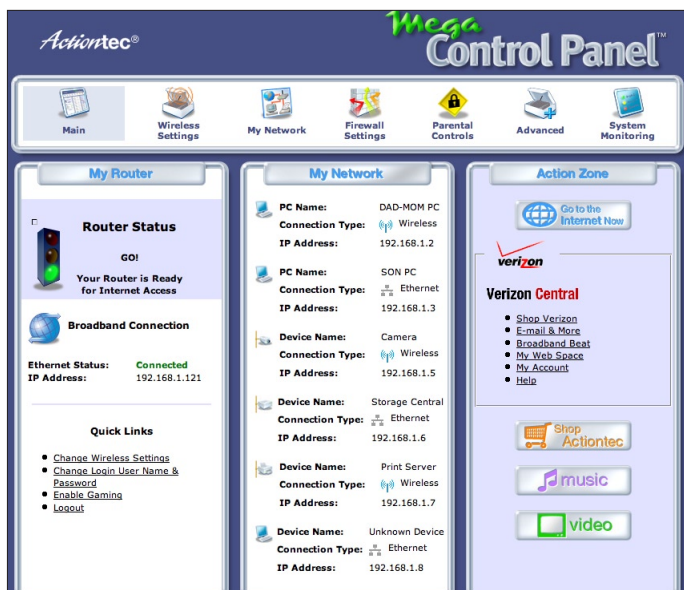 Actiontec®
Mega
Control Panel™
Main
Wireless
Settings
My Network
Firewall
Settings
Parental
Controls
Advanced
System
Monitoring
My Router
Router Status
GO!
Your Router is Ready
for Internet Access
Broadband Connection
Ethernet Status: Connected
IP Address: 192.168.1.121
Quick Links
Change Wireless Settings
Change Login User Name &
Password
Enable Gaming
Logout
My Network
PC Name: DAD-MOM PC
Connection Type: Wireless
IP Address: 192.168.1.2
PC Name: SON PC
Connection Type: Ethernet
IP Address: 192.168.1.3
Device Name: Camera
Connection Type: Wireless
IP Address: 192.168.1.5
Device Name: Storage Central
Connection Type: Ethernet
IP Address: 192.168.1.6
Device Name: Print Server
Connection Type: Wireless
IP Address: 192.168.1.7
Device Name: Unknown Device
Connection Type: Ethernet
IP Address: 192.168.1.8
Action Zone
Go to the
Internet Now
verizon
Verizon Central
Shop Verizon
E-mail & More
Broadband Beat
My Web Space
My Account
Help
Shop
Actiontec
music
video